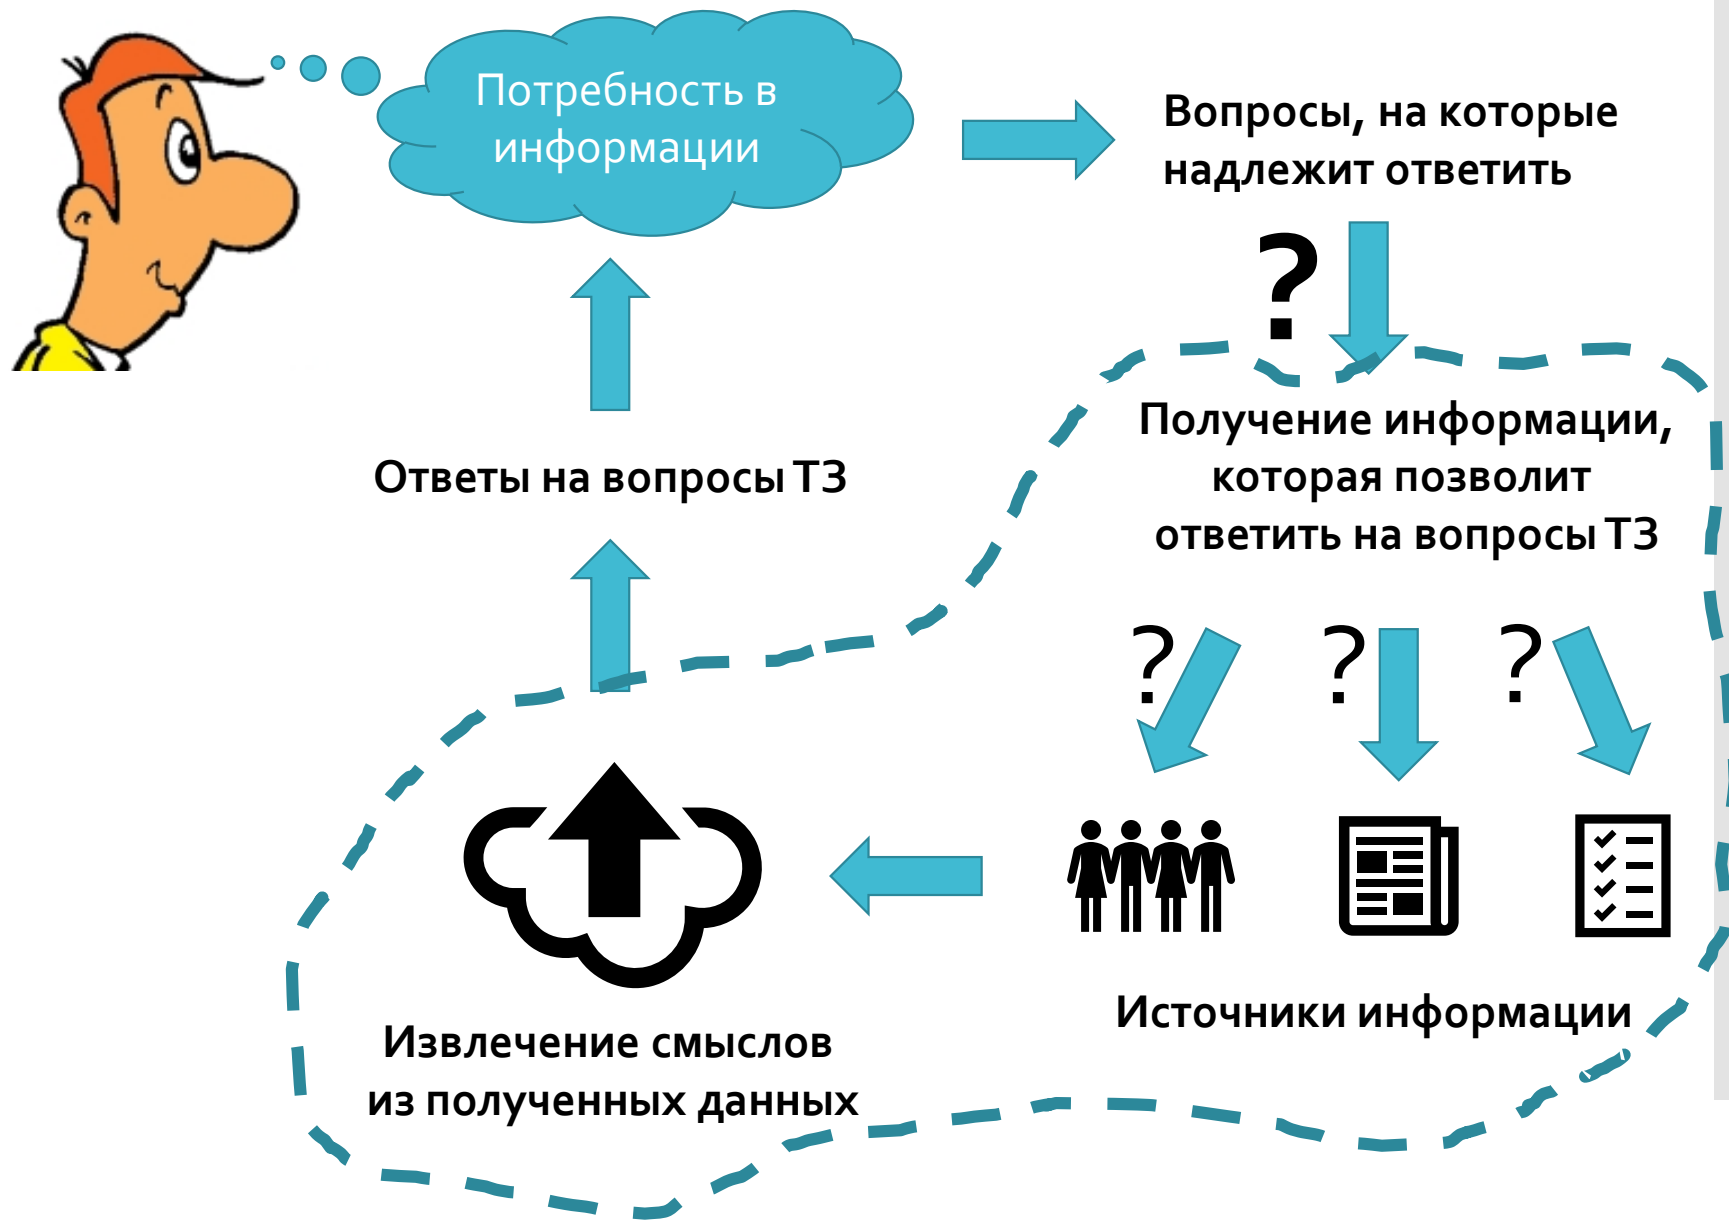 Потребность в
информации
Вопросы, на которые
надлежит ответить
?
Получение информации,
которая позволит
ответить на вопросы ТЗ
? ? ?
Источники информации
Извлечение смыслов
из полученных данных
Ответы на вопросы ТЗ